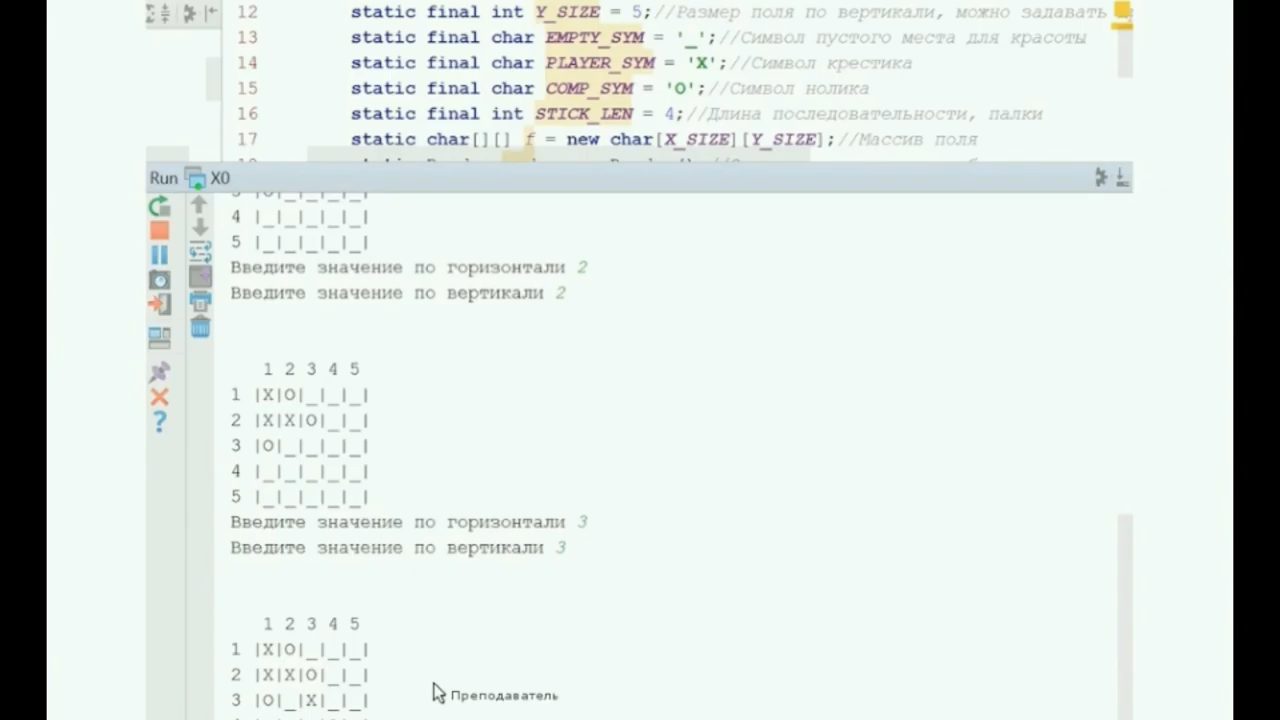 12 static final int Y_SIZE = 5;//Размер поля по вертикали, можно задавать
13 static final char EMPTY_SYM = '_';//Символ пустого места для красоты
14 static final char PLAYER_SYM = 'X';//Символ крестика
15 static final char COMP_SYM = 'O';//Символ нолика
16 static final int STICK_LEN = 4;//Длина последовательности, палки
17 static char[][] f = new char[X_SIZE][Y_SIZE];//Массив поля
Run X0
3 |O|_|_|_|_|
4 |_|_|_|_|_|
5 |_|_|_|_|_|
Введите значение по горизонтали 2
Введите значение по вертикали 2
1 2 3 4 5
1 |X|O|_|_|_|
2 |X|X|O|_|_|
3 |O|_|_|_|_|
4 |_|_|_|_|_|
5 |_|_|_|_|_|
Введите значение по горизонтали 3
Введите значение по вертикали 3
1 2 3 4 5
1 |X|O|_|_|_|
2 |X|X|O|_|_|
3 |O|_|X|_|_|
Преподаватель